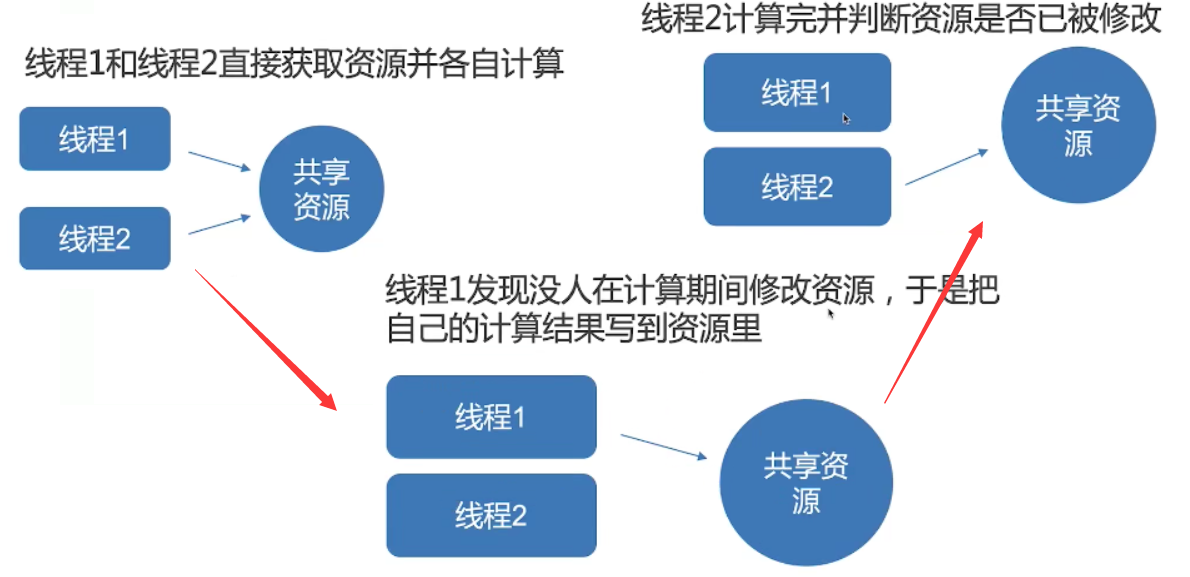 线程1和线程2直接获取资源并各自计算
线程1
线程2
共享
资源
线程1发现没人在计算期间修改资源，于是把
自己的计算结果写到资源里
线程1
线程2
共享资
源
线程2计算完并判断资源是否已被修改
线程1
线程2
共享资
源